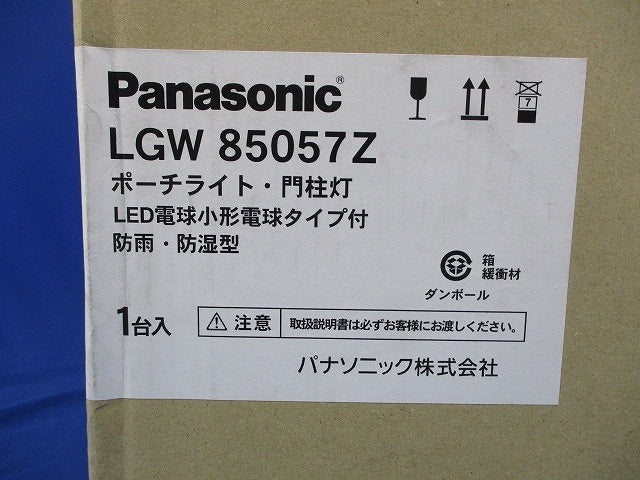 Panasonic®
LGW 85057Z
7
ポーチライト・門柱灯
LED電球小形電球タイプ付
防雨・防湿型
箱
緩衝材
ダンボール
1台入
注意 取扱説明書は必ずお客様にお渡しください。
パナソニック株式会社